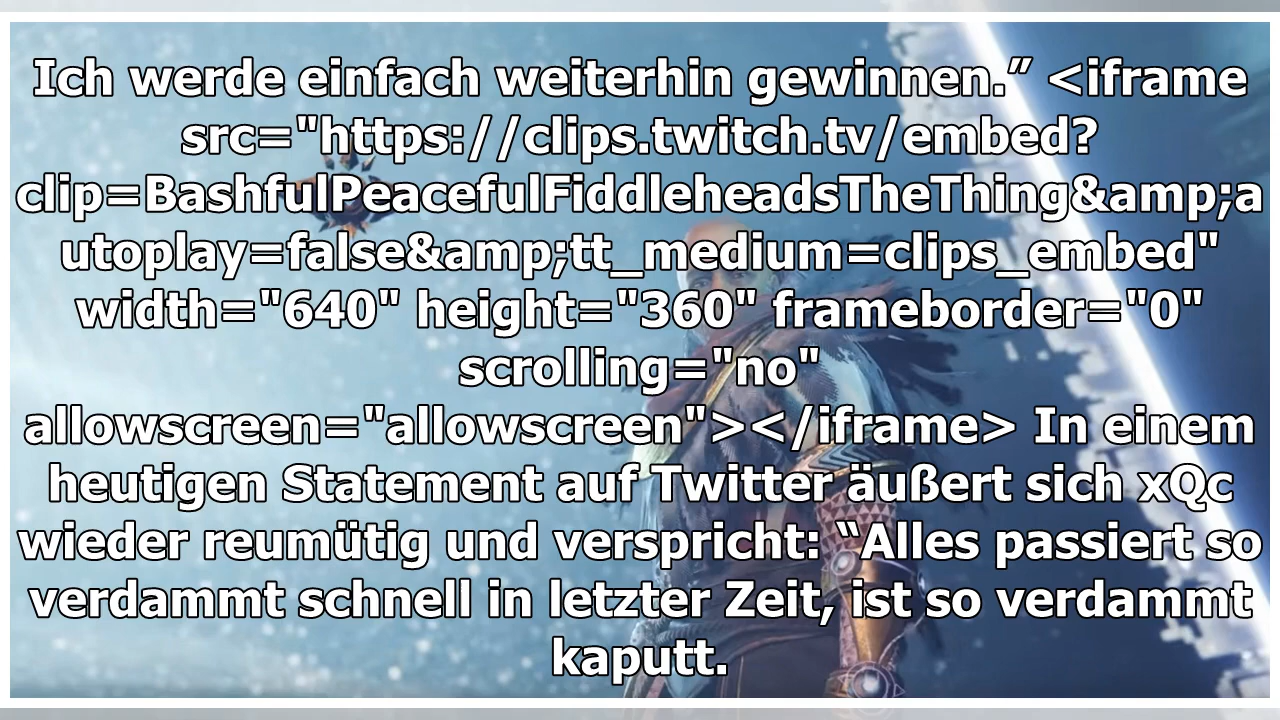 Ich werde einfach weiterhin gewinnen.” <iframe
src="https://clips.twitch.tv/embed?
clip=BashfulPeacefulFiddleheadsTheThing&amp;a
utoplay=false&amp;tt_medium=clips_embed"
width="640" height="360" frameborder="0"
scrolling="no"
allowscreen="allowscreen"></iframe> In einem
heutigen Statement auf Twitter äußert sich xQc
wieder reumütig und verspricht: “Alles passiert so
verdammt schnell in letzter Zeit, ist so verdammt
kaputt.